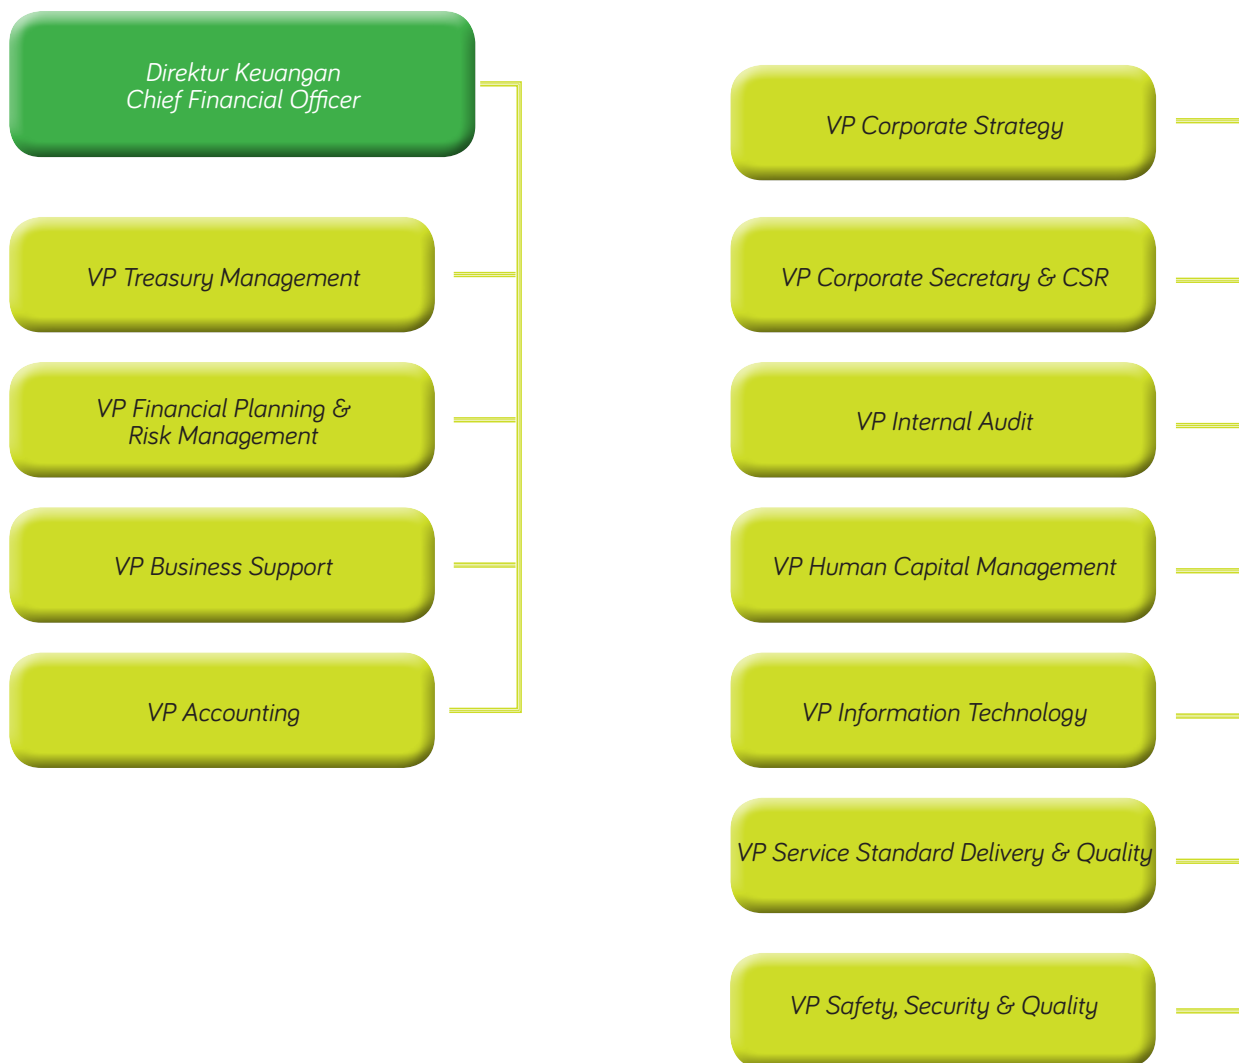 Direktur Keuangan
Chief Financial Officer
VP Treasury Management
VP Financial Planning &
Risk Management
VP Business Support
VP Accounting
VP Corporate Strategy
VP Corporate Secretary & CSR
VP Internal Audit
VP Human Capital Management
VP Information Technology
VP Service Standard Delivery & Quality
VP Safety, Security & Quality